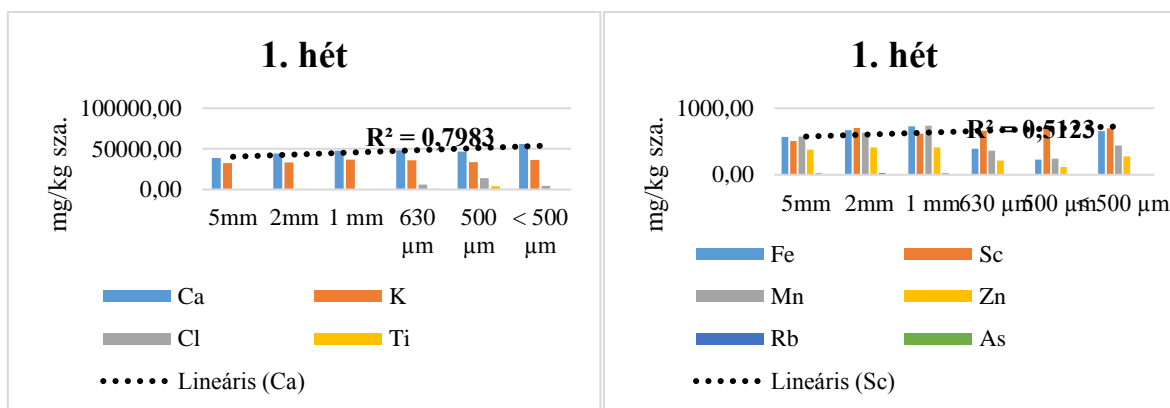 1. hét
mg/kg sza.
100000,00
50000,00
0,00
R² = 0,7983
5mm 2mm 1 mm 630 µm 500 µm < 500 µm
Ca K
Cl Ti
Lineáris (Ca)
1. hét
mg/kg sza.
1000,00
0,00
R² = 0,5123
5mm 2mm 1 mm 630 µm 500 µm < 500 µm
Fe Sc
Mn Zn
Rb As
Lineáris (Sc)